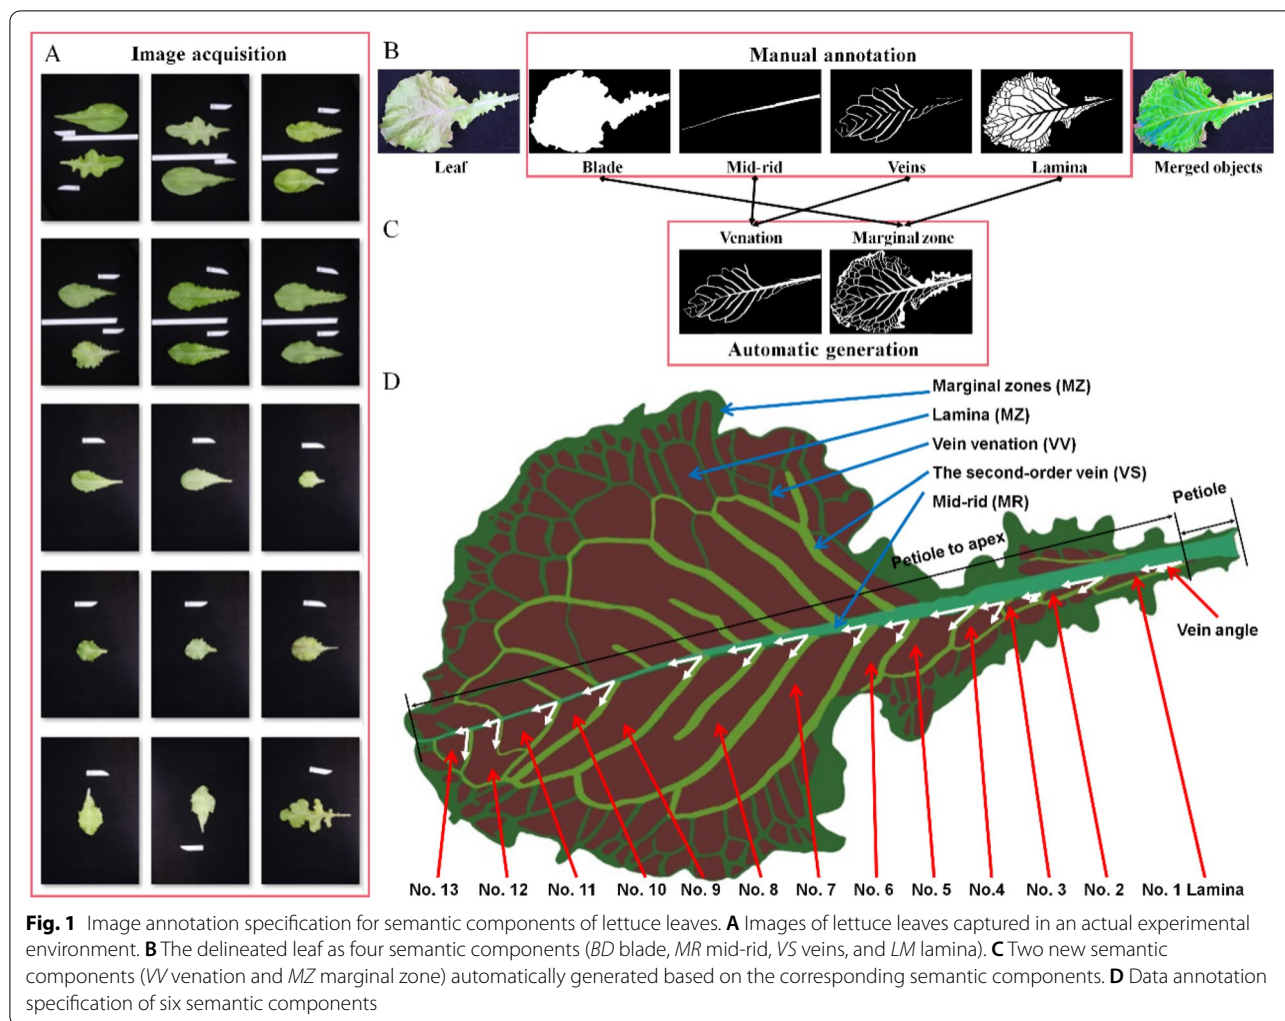 A
Image acquisition
B
Manual annotation
Leaf
Blade
Mid-rid
Veins
Lamina
Merged objects
C
Venation
Marginal zone
Automatic generation
D
Marginal zones (MZ)
Lamina (MZ)
Vein venation (VV)
The second-order vein (VS)
Mid-rid (MR)
Petiole
Petiole to apex
Vein angle
No. 13
No. 12
No. 11
No. 10
No. 9
No. 8
No. 7
No. 6
No. 5
No.4
No. 3
No. 2
No. 1 Lamina
Fig. 1 Image annotation specification for semantic components of lettuce leaves. A Images of lettuce leaves captured in an actual experimental
environment. B The delineated leaf as four semantic components (BD blade, MR mid-rid, VS veins, and LM lamina). C Two new semantic
components (VV venation and MZ marginal zone) automatically generated based on the corresponding semantic components. D Data annotation
specification of six semantic components